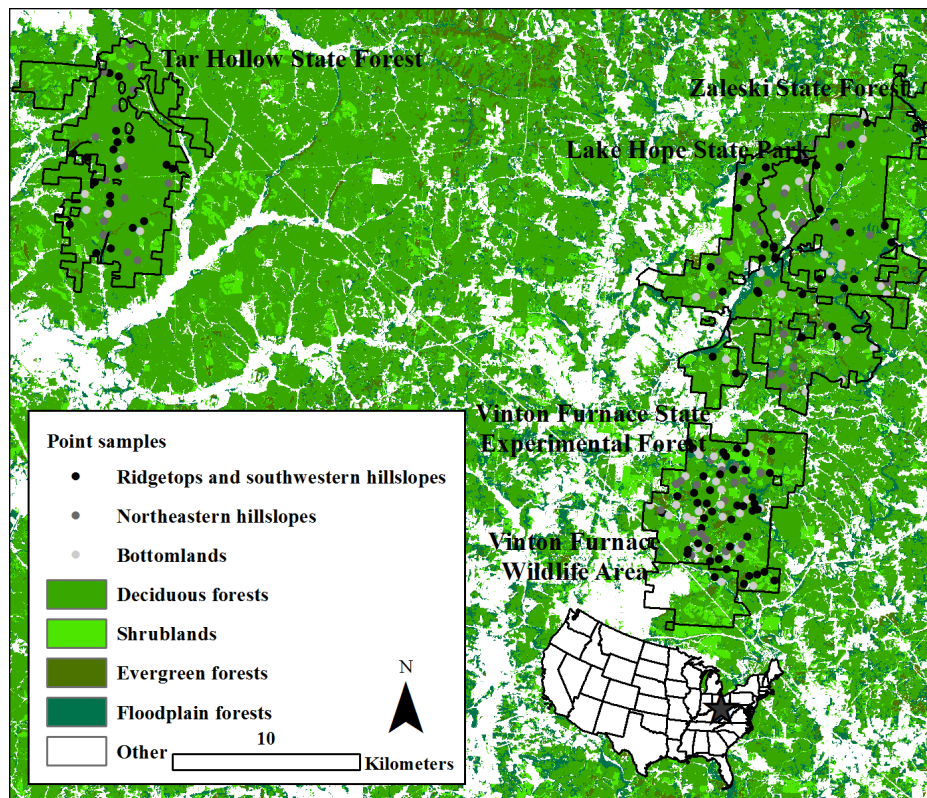 Tar Hollow State Forest
Zaleski State Forest
Lake Hope State Park
Vinton Furnace State
Experimental Forest
Vinton Furnace
Wildlife Area
Point samples
Ridgetops and southwestern hillslopes
Northeastern hillslopes
Bottomlands
Deciduous forests
Shrublands
Evergreen forests
Floodplain forests
Other
N
10
Kilometers